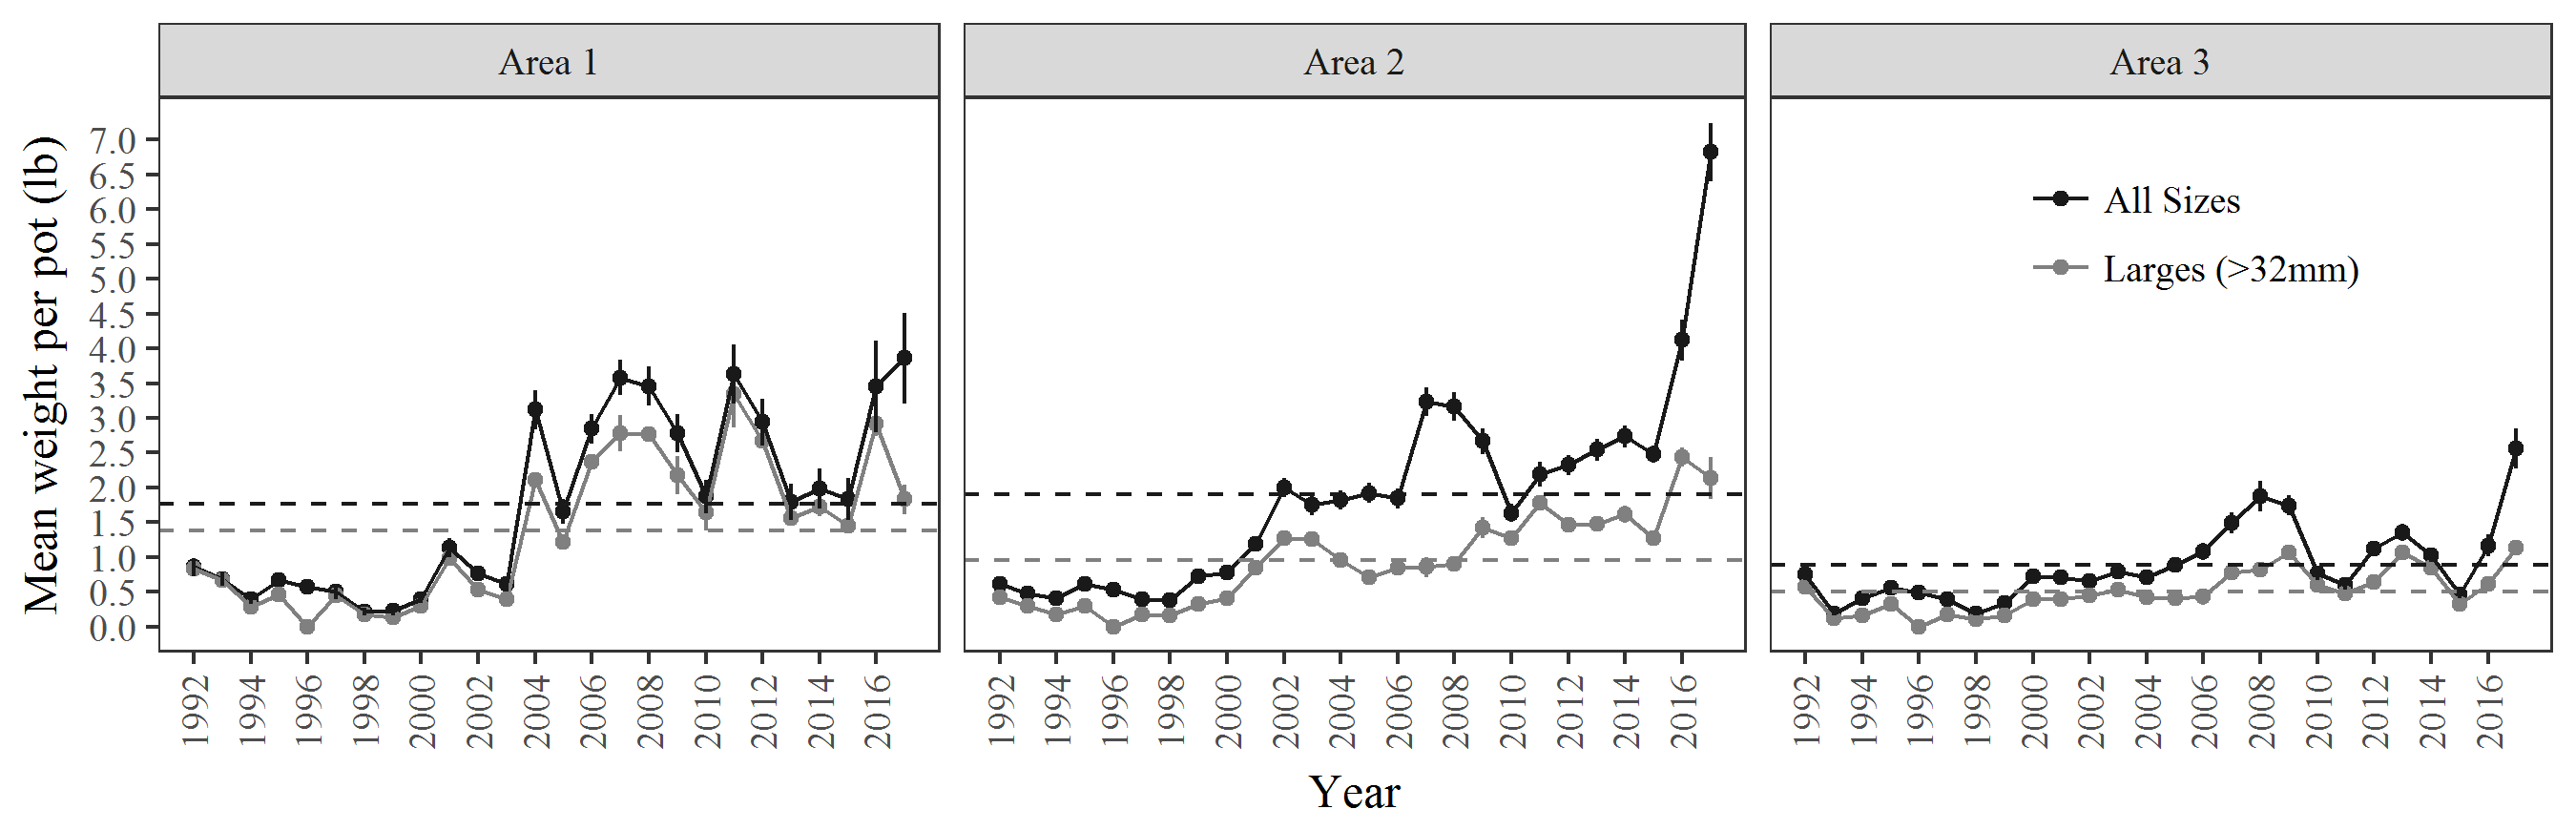 Area 1
Area 2
Area 3
Mean weight per pot (lb)
7.0
6.5
6.0
5.5
5.0
4.5
4.0
3.5
3.0
2.5
2.0
1.5
1.0
0.5
0.0
All Sizes
Larges (>32mm)
1992 1994 1996 1998 2000 2002 2004 2006 2008 2010 2012 2014 2016
1992 1994 1996 1998 2000 2002 2004 2006 2008 2010 2012 2014 2016
1992 1994 1996 1998 2000 2002 2004 2006 2008 2010 2012 2014 2016
Year